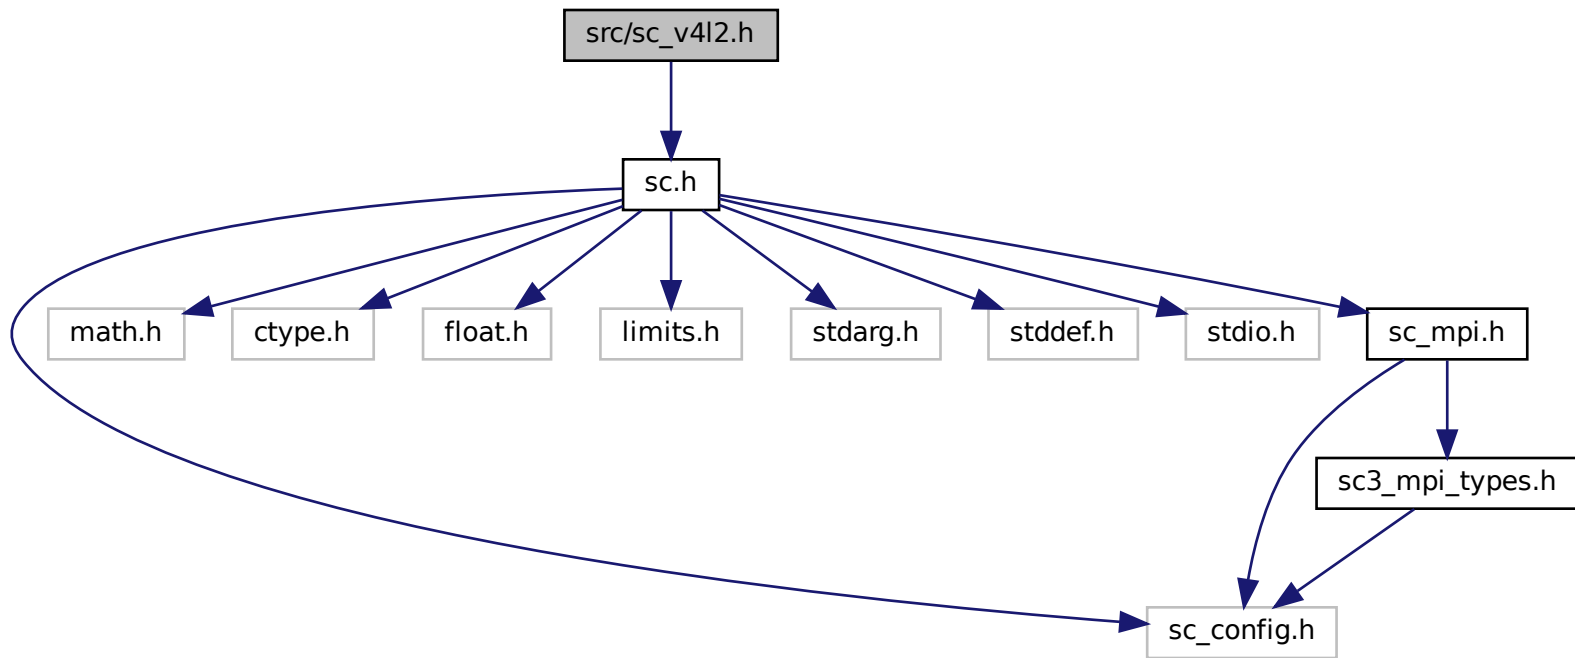 src/sc_v4l2.h
sc.h
math.h
ctype.h
float.h
limits.h
stdarg.h
stddef.h
stdio.h
sc_mpi.h
sc3_mpi_types.h
sc_config.h